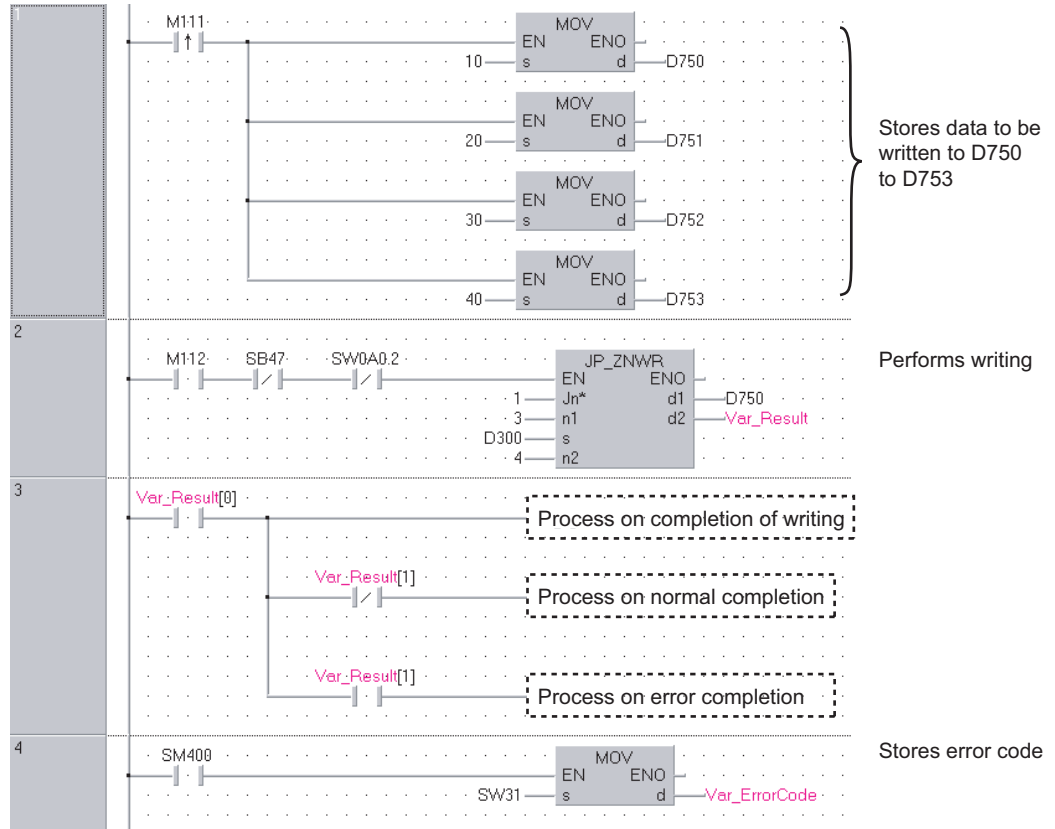 1
M111
MOV
EN ENO
10 s d D750
MOV
EN ENO
20 s d D751
MOV
EN ENO
30 s d D752
MOV
EN ENO
40 s d D753
Stores data to be
written to D750
to D753
2
M112 SB47 SW0A0.2
JP_ZNWR
EN ENO
1 Jn* d1 D750
3 n1 d2 Var_Result
D300 s
4 n2
Performs writing
3
Var_Result[0]
Process on completion of writing
Var_Result[1]
Process on normal completion
Var_Result[1]
Process on error completion
4
SM400
MOV
EN ENO
SW31 s d Var_ErrorCode
Stores error code